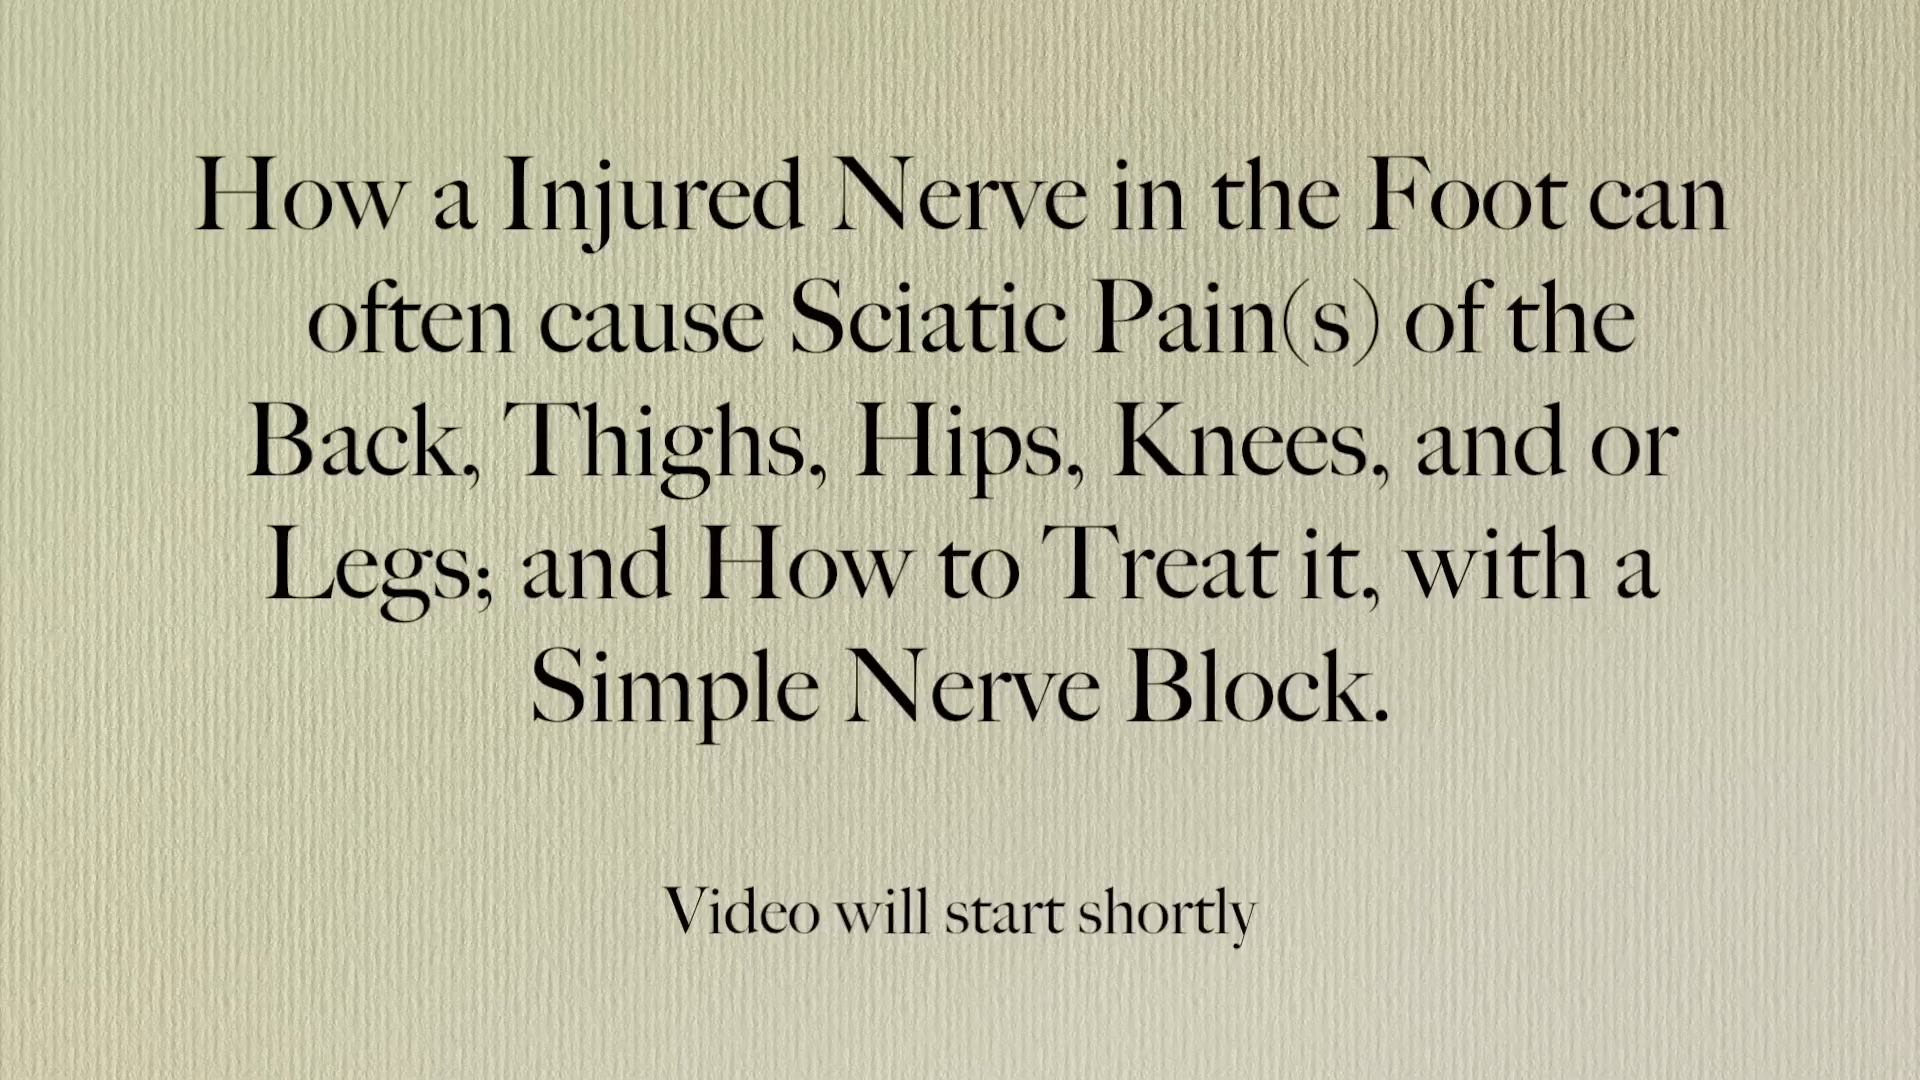 How a Injured Nerve in the Foot can
often cause Sciatic Pain(s) of the
Back, Thighs, Hips, Knees, and or
Legs; and How to Treat it, with a
Simple Nerve Block.
Video will start shortly